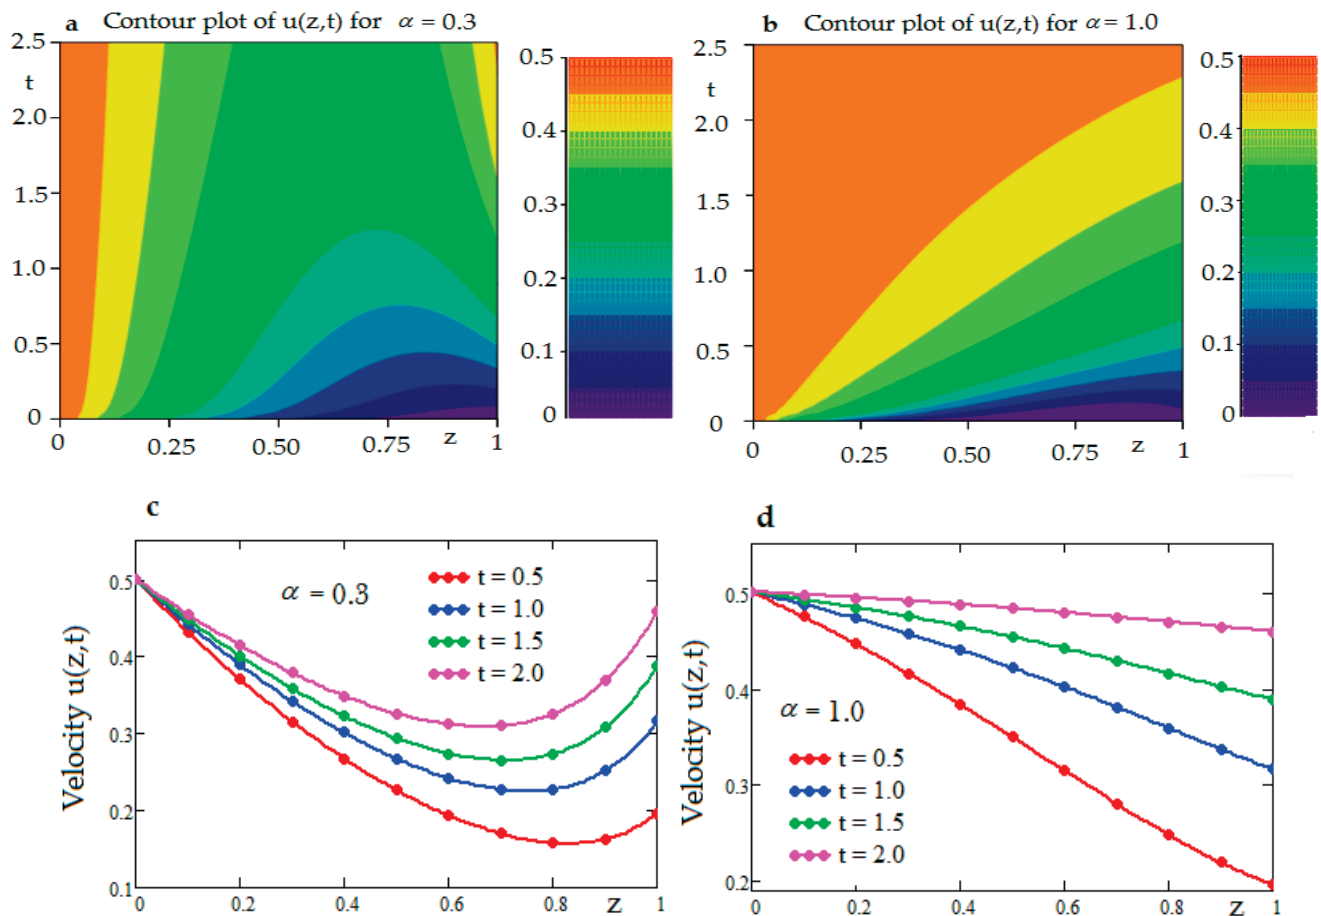 a Contour plot of u(z,t) for α = 0.3
2.5
t
2.0
1.5
1.0
0.5
0
0 0.25 0.50 0.75 z 1
0.5
0.4
0.3
0.2
0.1
0
b Contour plot of u(z,t) for α = 1.0
2.5
t
2.0
1.5
1.0
0.5
0
0 0.25 0.50 0.75 z 1
0.5
0.4
0.3
0.2
0.1
0
c
Velocity u(z,t)
0.5
0.4
0.3
0.2
0.1
α = 0.3
t = 0.5
t = 1.0
t = 1.5
t = 2.0
0 0.2 0.4 0.6 0.8 z 1
d
Velocity u(z,t)
0.5
0.4
0.3
0.2
α = 1.0
t = 0.5
t = 1.0
t = 1.5
t = 2.0
0 0.2 0.4 0.6 0.8 z 1